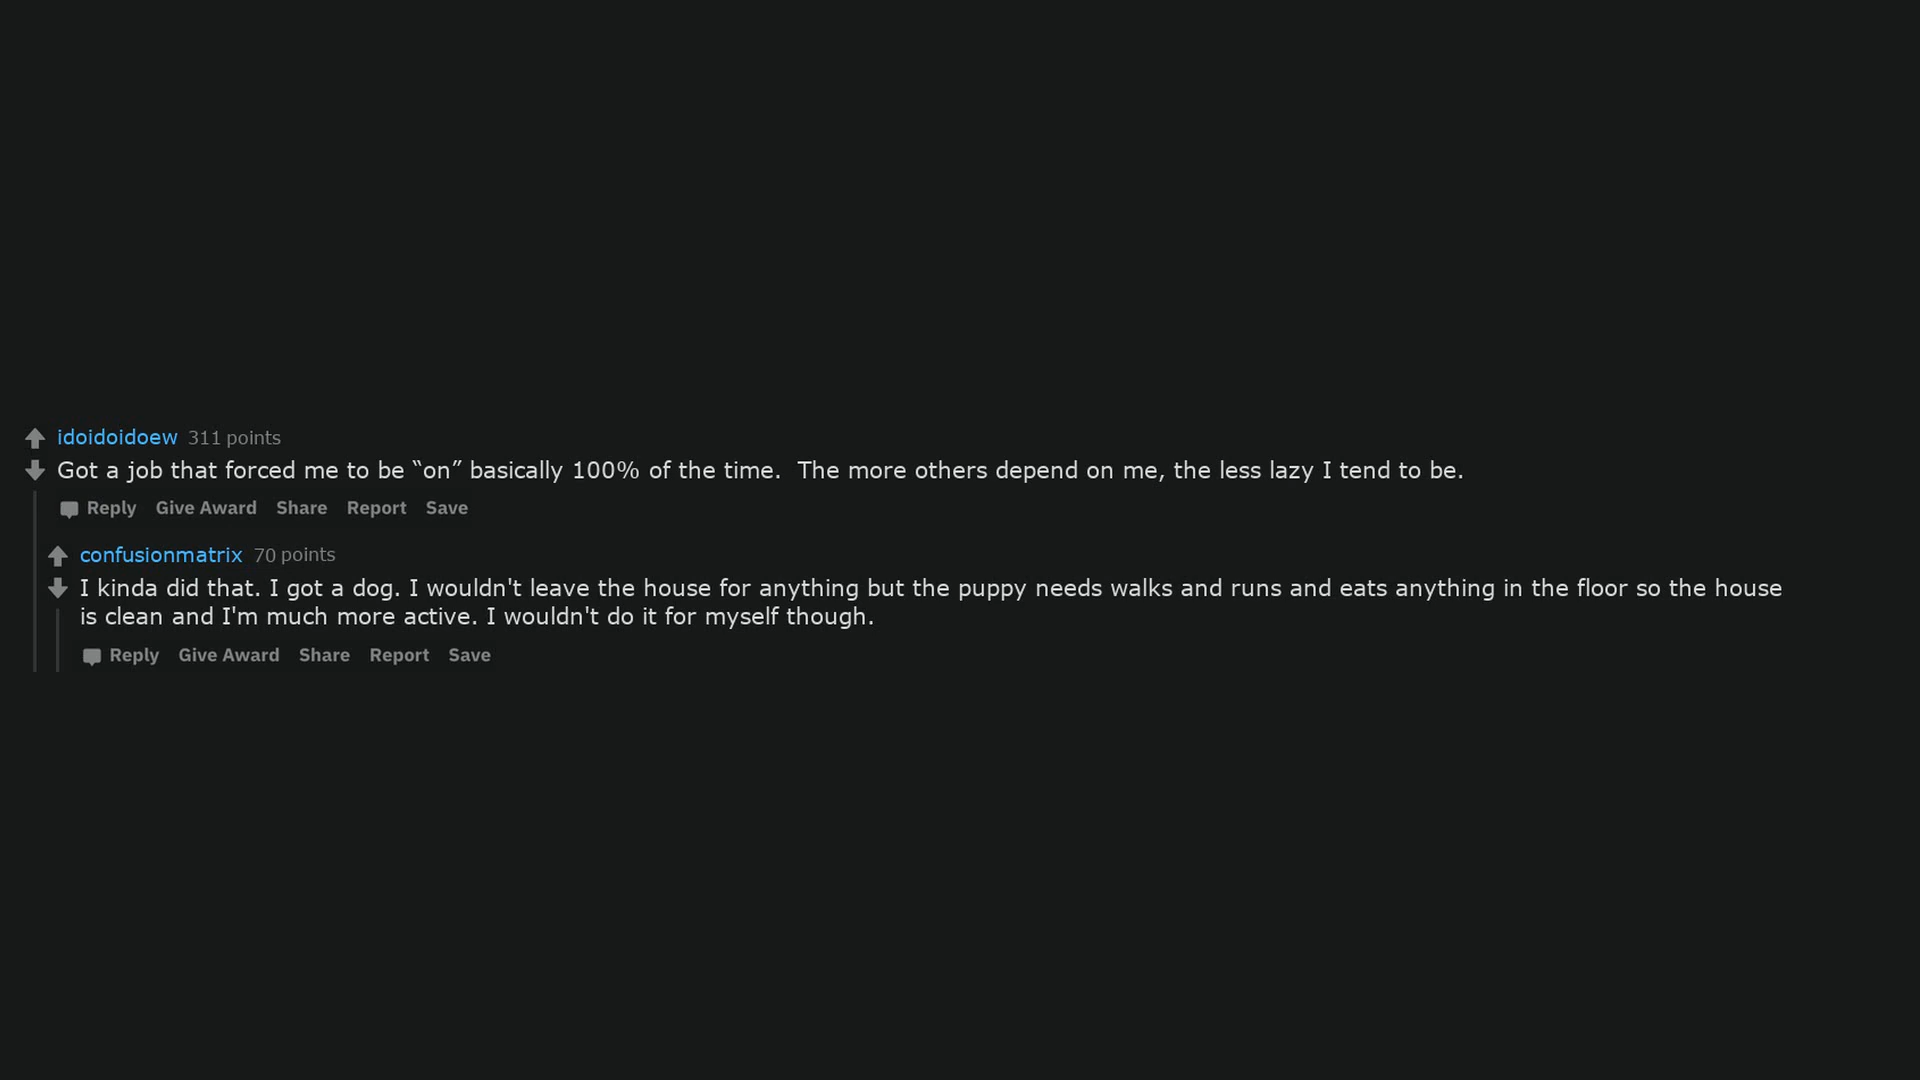 idoidoidoew 311 points
Got a job that forced me to be “on” basically 100% of the time.  The more others depend on me, the less lazy I tend to be.
Reply Give Award Share Report Save
confusionmatrix 70 points
I kinda did that. I got a dog. I wouldn't leave the house for anything but the puppy needs walks and runs and eats anything in the floor so the house
is clean and I'm much more active. I wouldn't do it for myself though.
Reply Give Award Share Report Save